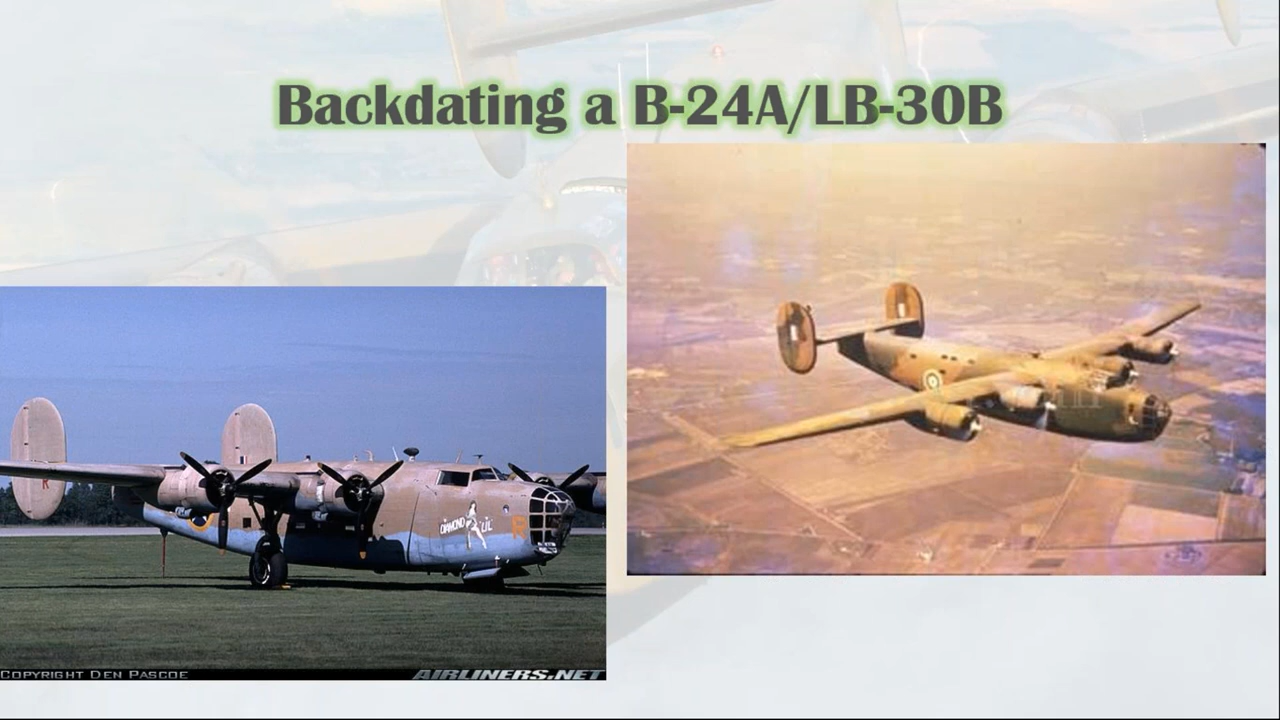 Backdating a B-24A/LB-30B
DIAMOND LIL
R
R
COPYRIGHT DEN PASCOE
AIRLINERS.NET